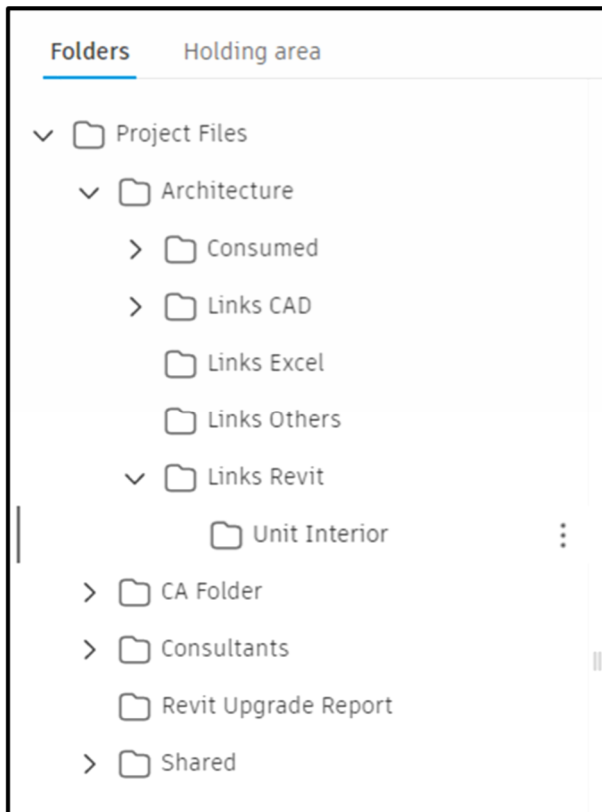 Folders Holding area
Project Files
Architecture
Consumed
Links CAD
Links Excel
Links Others
Links Revit
Unit Interior
CA Folder
Consultants
Revit Upgrade Report
Shared